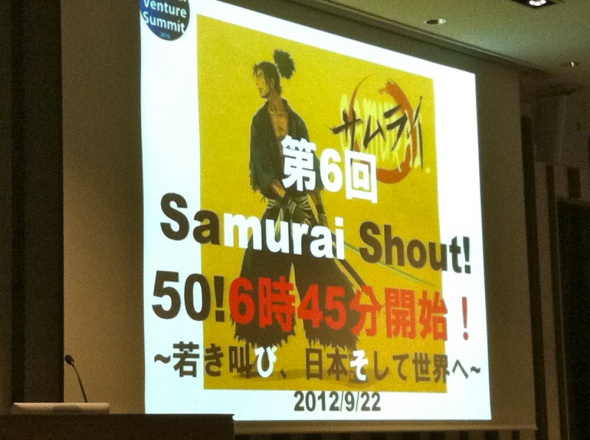 Venture
Summit
サムライ
第6回
Samurai Shout!
50!6時45分開始！
~若き叫び、日本そして世界へ~
2012/9/22